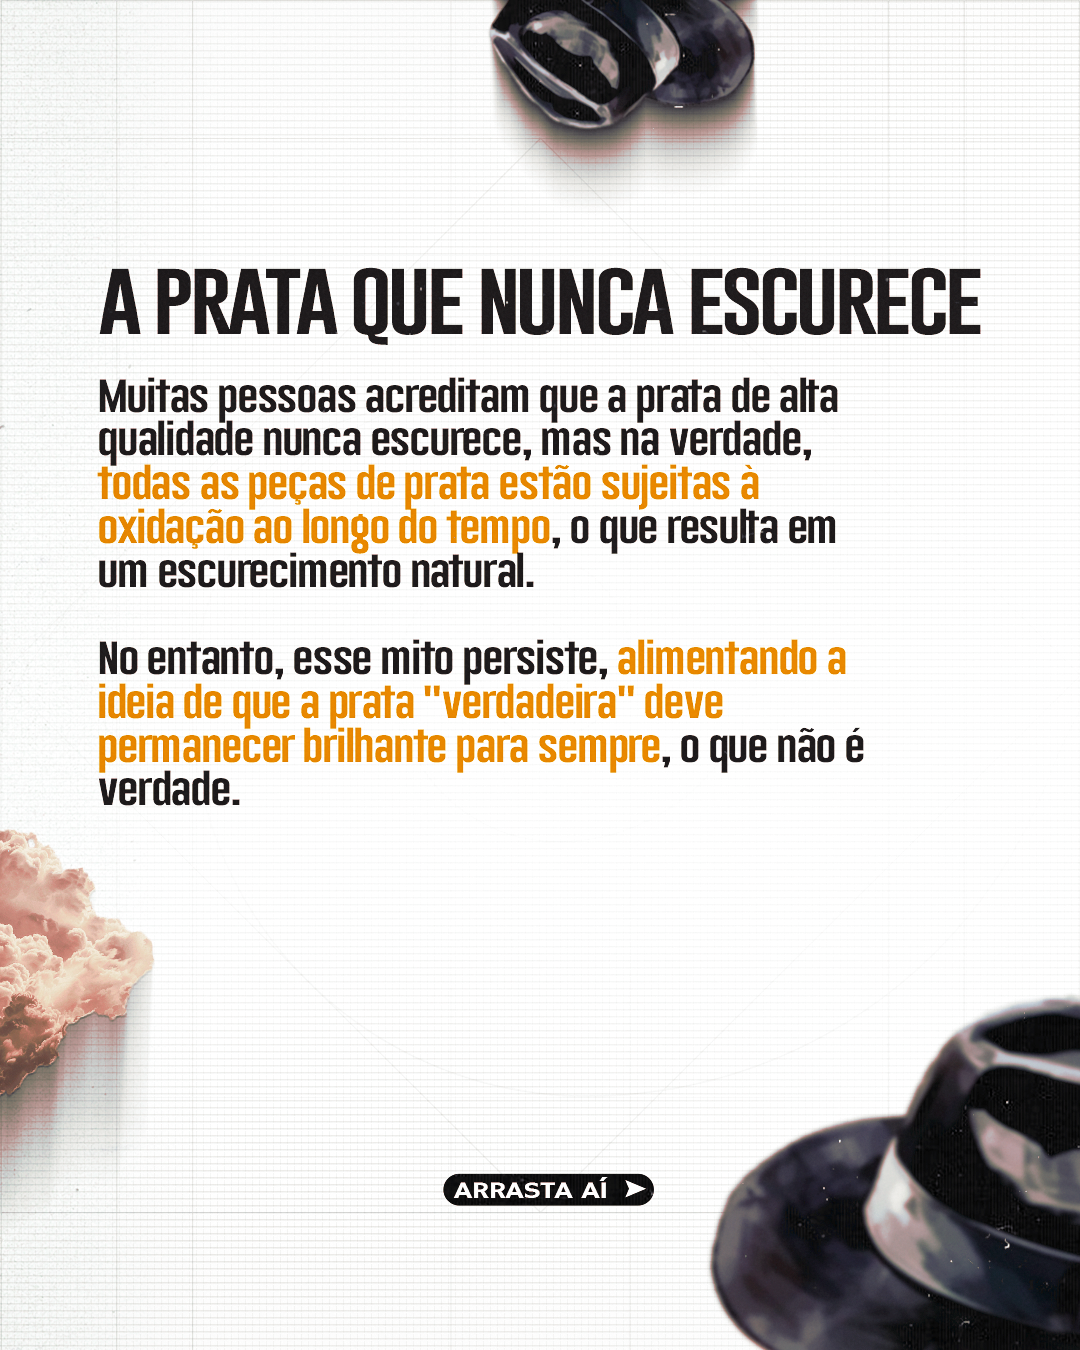 A PRATA QUE NUNCA ESCURECE
Muitas pessoas acreditam que a prata de alta
qualidade nunca escurece, mas na verdade,
todas as peças de prata estão sujeitas à
oxidação ao longo do tempo, o que resulta em
um escurecimento natural.
No entanto, esse mito persiste, alimentando a
ideia de que a prata "verdadeira" deve
permanecer brilhante para sempre, o que não é
verdade.
ARRASTA AÍ